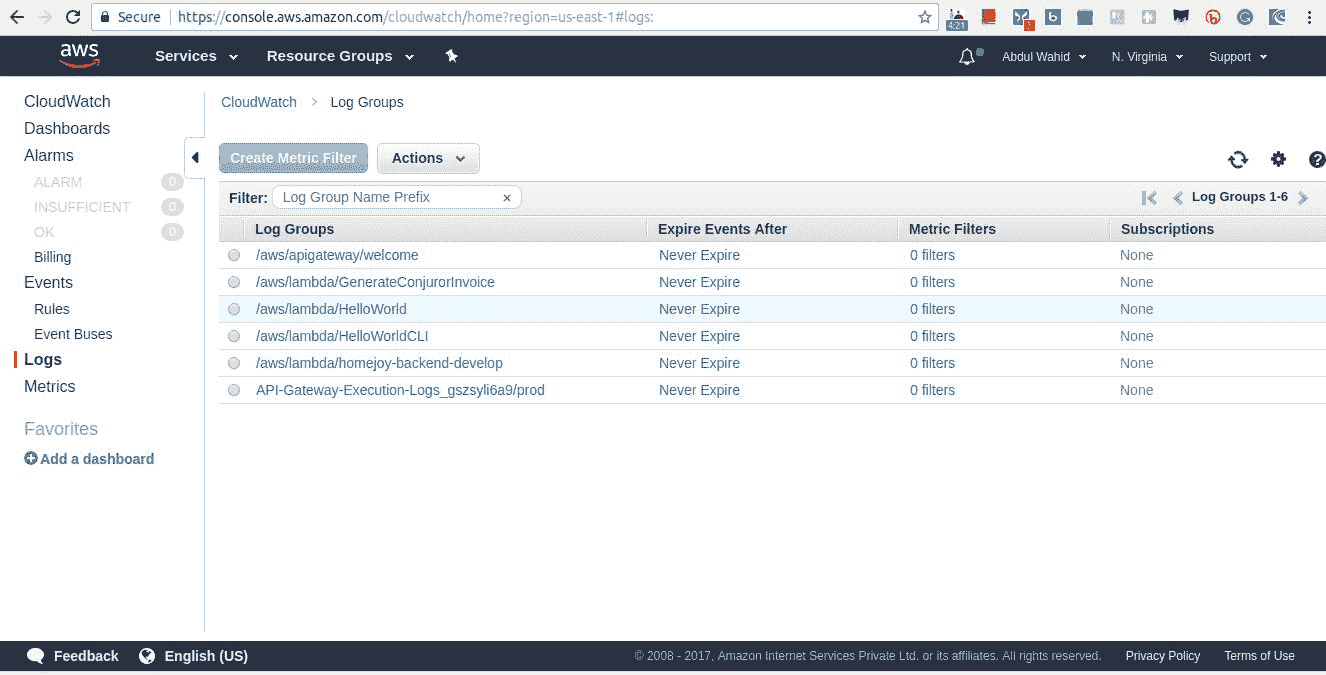 Secure https://console.aws.amazon.com/cloudwatch/home?region=us-east-1#logs:
4:21
aws Services Resource Groups Abdul Wahid N. Virginia Support
CloudWatch
Dashboards
Alarms
ALARM 0
INSUFFICIENT 0
OK 0
Billing
Events
Rules
Event Buses
Logs
Metrics
Favorites
Add a dashboard
CloudWatch > Log Groups
Create Metric Filter Actions
Filter: Log Group Name Prefix × Log Groups 1-6
Log Groups Expire Events After Metric Filters Subscriptions
/aws/apigateway/welcome Never Expire 0 filters None
/aws/lambda/GenerateConjurorInvoice Never Expire 0 filters None
/aws/lambda/HelloWorld Never Expire 0 filters None
/aws/lambda/HelloWorldCLI Never Expire 0 filters None
/aws/lambda/homejoy-backend-develop Never Expire 0 filters None
API-Gateway-Execution-Logs_gszsyli6a9/prod Never Expire 0 filters None
Feedback English (US) © 2008 - 2017, Amazon Internet Services Private Ltd. or its affiliates. All rights reserved. Privacy Policy Terms of Use